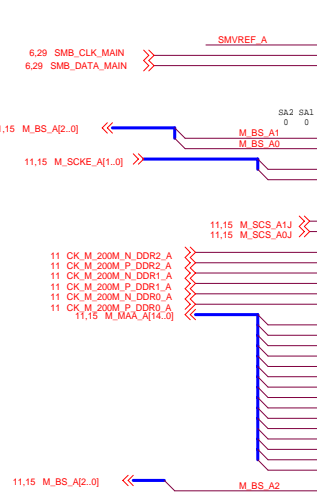 SMVREF_A
6,29 SMB_CLK_MAIN
6,29 SMB_DATA_MAIN
SA2 SA1
0 0
M_BS_A[2..0]
M_BS_A1
M_BS_A0
11,15 M_SCKE_A[1..0]
11,15 M_SCS_A1J
11,15 M_SCS_A0J
11 CK_M_200M_N_DDR2_A
11 CK_M_200M_P_DDR2_A
11 CK_M_200M_N_DDR1_A
11 CK_M_200M_P_DDR1_A
11 CK_M_200M_N_DDR0_A
11 CK_M_200M_P_DDR0_A
11,15 M_MAA_A[14..0]
11,15 M_BS_A[2..0]
M_BS_A2